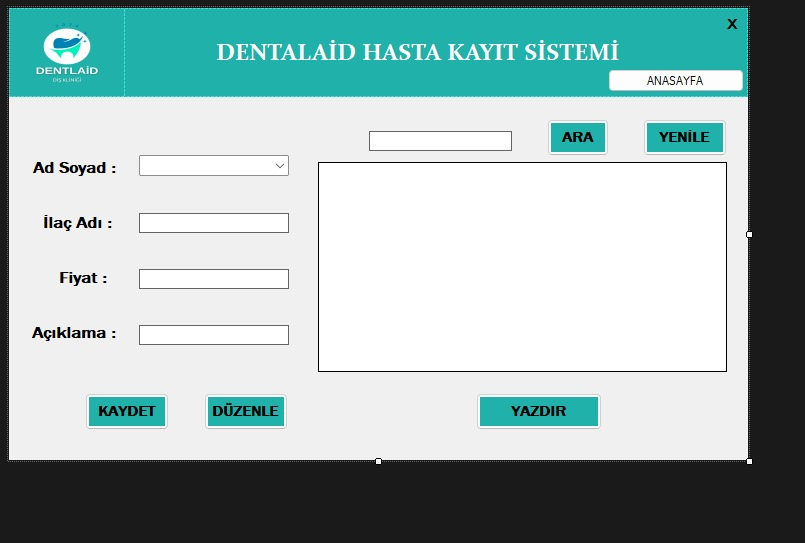 X
DENTALAİD HASTA KAYIT SİSTEMİ
DENTLAİD
DİŞ KLİNİĞİ
ANASAYFA
ARA
YENİLE
Ad Soyad :
İlaç Adı :
Fiyat :
Açıklama :
KAYDET
DÜZENLE
YAZDIR